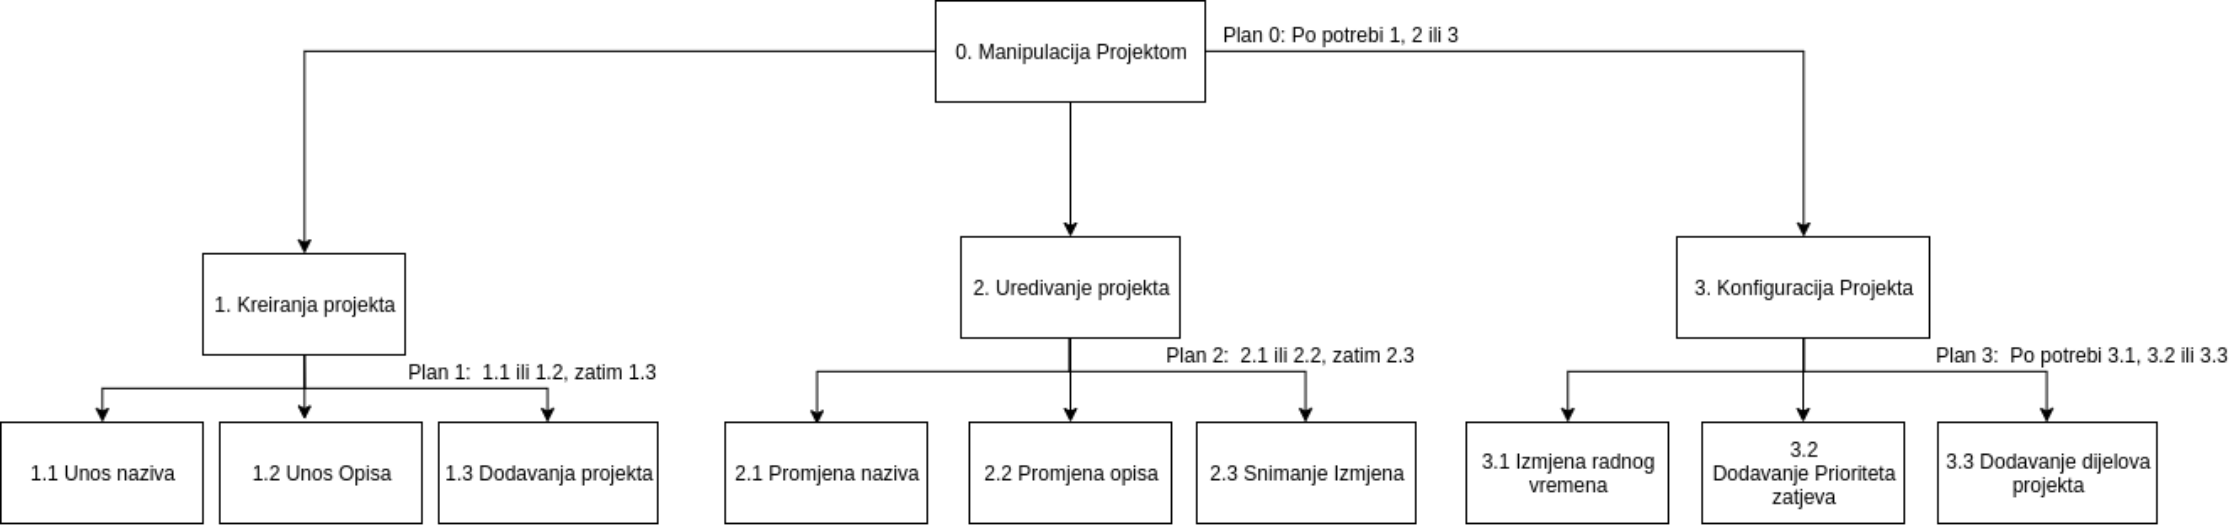 0. Manipulacija Projektom
Plan 0: Po potrebi 1, 2 ili 3
1. Kreiranja projekta
2. Uredivanje projekta
3. Konfiguracija Projekta
Plan 1:  1.1 ili 1.2, zatim 1.3
Plan 2:  2.1 ili 2.2, zatim 2.3
Plan 3:  Po potrebi 3.1, 3.2 ili 3.3
1.1 Unos naziva
1.2 Unos Opisa
1.3 Dodavanja projekta
2.1 Promjena naziva
2.2 Promjena opisa
2.3 Snimanje Izmjena
3.1 Izmjena radnog
vremena
3.2
Dodavanje Prioriteta
zatjeva
3.3 Dodavanje dijelova
projekta